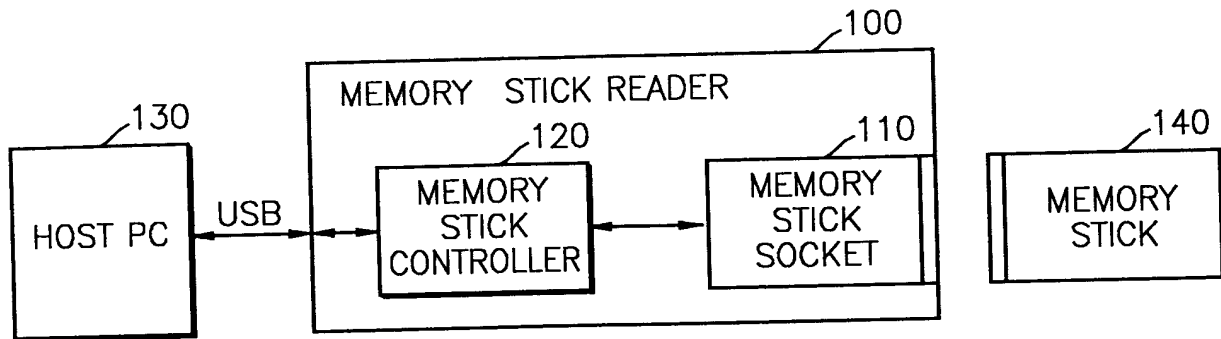 100
MEMORY STICK READER
130
120
110
140
HOST PC
USB
MEMORY
STICK
CONTROLLER
MEMORY
STICK
SOCKET
MEMORY
STICK